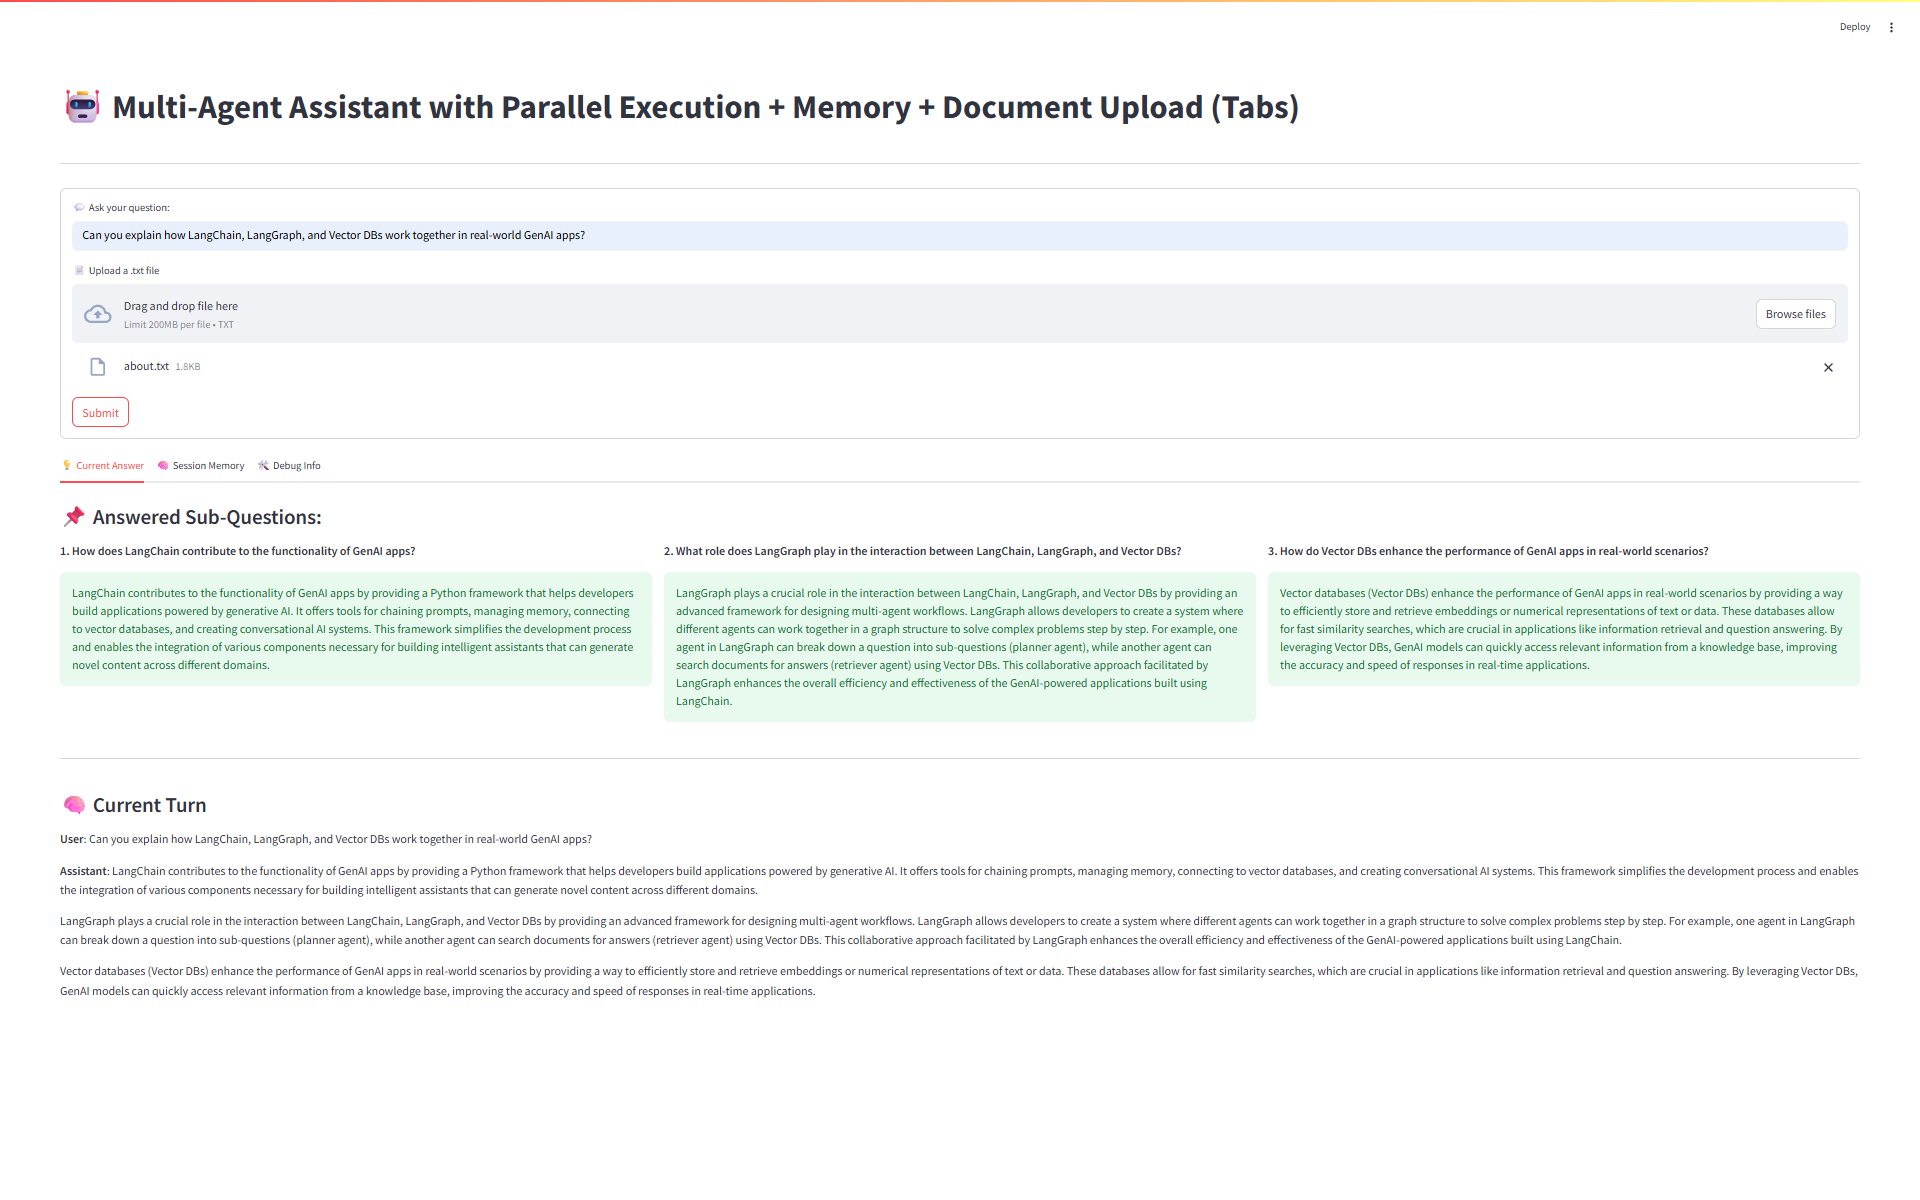 Deploy
Multi-Agent Assistant with Parallel Execution + Memory + Document Upload (Tabs)
Ask your question:
Can you explain how LangChain, LangGraph, and Vector DBs work together in real-world GenAI apps?
Upload a .txt file
Drag and drop file here
Limit 200MB per file • TXT
Browse files
about.txt 1.8KB
Submit
Current Answer
Session Memory
Debug Info
Answered Sub-Questions:
1. How does LangChain contribute to the functionality of GenAI apps?
LangChain contributes to the functionality of GenAI apps by providing a Python framework that helps developers
build applications powered by generative AI. It offers tools for chaining prompts, managing memory, connecting
to vector databases, and creating conversational AI systems. This framework simplifies the development process
and enables the integration of various components necessary for building intelligent assistants that can generate
novel content across different domains.
2. What role does LangGraph play in the interaction between LangChain, LangGraph, and Vector DBs?
LangGraph plays a crucial role in the interaction between LangChain, LangGraph, and Vector DBs by providing an
advanced framework for designing multi-agent workflows. LangGraph allows developers to create a system where
different agents can work together in a graph structure to solve complex problems step by step. For example, one
agent in LangGraph can break down a question into sub-questions (planner agent), while another agent can
search documents for answers (retriever agent) using Vector DBs. This collaborative approach facilitated by
LangGraph enhances the overall efficiency and effectiveness of the GenAI-powered applications built using
LangChain.
3. How do Vector DBs enhance the performance of GenAI apps in real-world scenarios?
Vector databases (Vector DBs) enhance the performance of GenAI apps in real-world scenarios by providing a way
to efficiently store and retrieve embeddings or numerical representations of text or data. These databases allow
for fast similarity searches, which are crucial in applications like information retrieval and question answering. By
leveraging Vector DBs, GenAI models can quickly access relevant information from a knowledge base, improving
the accuracy and speed of responses in real-time applications.
Current Turn
User: Can you explain how LangChain, LangGraph, and Vector DBs work together in real-world GenAI apps?
Assistant: LangChain contributes to the functionality of GenAI apps by providing a Python framework that helps developers build applications powered by generative AI. It offers tools for chaining prompts, managing memory, connecting to vector databases, and creating conversational AI systems. This framework simplifies the development process and enables
the integration of various components necessary for building intelligent assistants that can generate novel content across different domains.
LangGraph plays a crucial role in the interaction between LangChain, LangGraph, and Vector DBs by providing an advanced framework for designing multi-agent workflows. LangGraph allows developers to create a system where different agents can work together in a graph structure to solve complex problems step by step. For example, one agent in LangGraph
can break down a question into sub-questions (planner agent), while another agent can search documents for answers (retriever agent) using Vector DBs. This collaborative approach facilitated by LangGraph enhances the overall efficiency and effectiveness of the GenAI-powered applications built using LangChain.
Vector databases (Vector DBs) enhance the performance of GenAI apps in real-world scenarios by providing a way to efficiently store and retrieve embeddings or numerical representations of text or data. These databases allow for fast similarity searches, which are crucial in applications like information retrieval and question answering. By leveraging Vector DBs,
GenAI models can quickly access relevant information from a knowledge base, improving the accuracy and speed of responses in real-time applications.